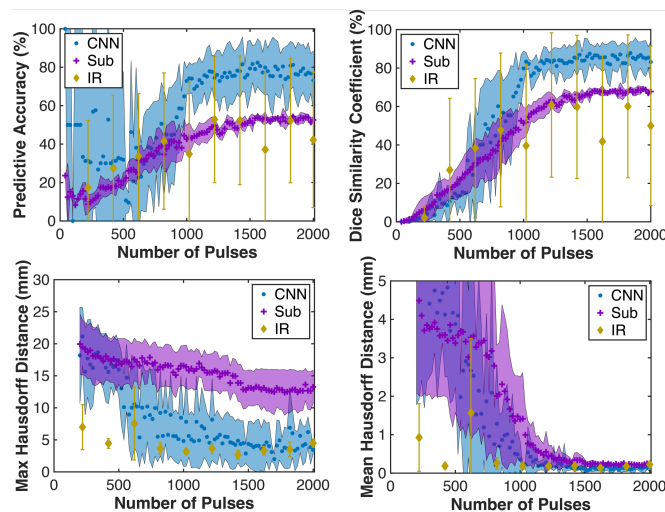 Predictive Accuracy (%)
100
80
60
40
20
0
CNN
Sub
IR
0
500
1000
1500
2000
Number of Pulses
Dice Similarity Coefficient (%)
100
80
60
40
20
0
CNN
Sub
IR
0
500
1000
1500
2000
Number of Pulses
Max Hausdorff Distance (mm)
30
25
20
15
10
5
0
CNN
Sub
IR
0
500
1000
1500
2000
Number of Pulses
Mean Hausdorff Distance (mm)
5
4
3
2
1
0
CNN
Sub
IR
0
500
1000
1500
2000
Number of Pulses